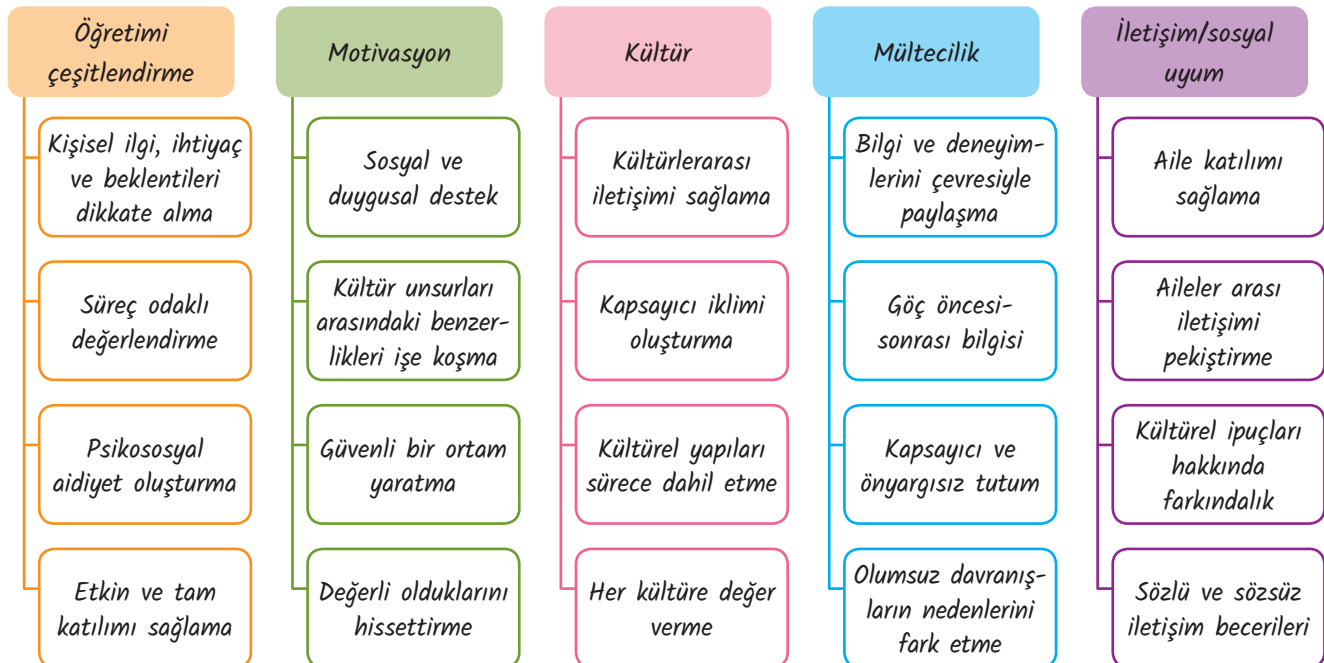 Öğretimi
çeşitlendirme
Kişisel ilgi, ihtiyaç
ve beklentileri
dikkate alma
Süreç odaklı
değerlendirme
Psikososyal
aidiyet oluşturma
Etkin ve tam
katılımı sağlama
Motivasyon
Sosyal ve
duygusal destek
Kültür unsurları
arasındaki benzer-
likleri işe koşma
Güvenli bir ortam
yaratma
Değerli olduklarını
hissettirme
Kültür
Kültürlerarası
iletişimi sağlama
Kapsayıcı iklimi
oluşturma
Kültürel yapıları
sürece dahil etme
Her kültüre değer
verme
Mültecilik
Bilgi ve deneyim-
lerini çevresiyle
paylaşma
Göç öncesi-
sonrası bilgisi
Kapsayıcı ve
önyargısız tutum
Olumsuz davranış-
ların nedenlerini
fark etme
İletişim/sosyal
uyum
Aile katılımı
sağlama
Aileler arası
iletişimi
pekiştirme
Kültürel ipuçları
hakkında
farkındalık
Sözlü ve sözsüz
iletişim becerileri